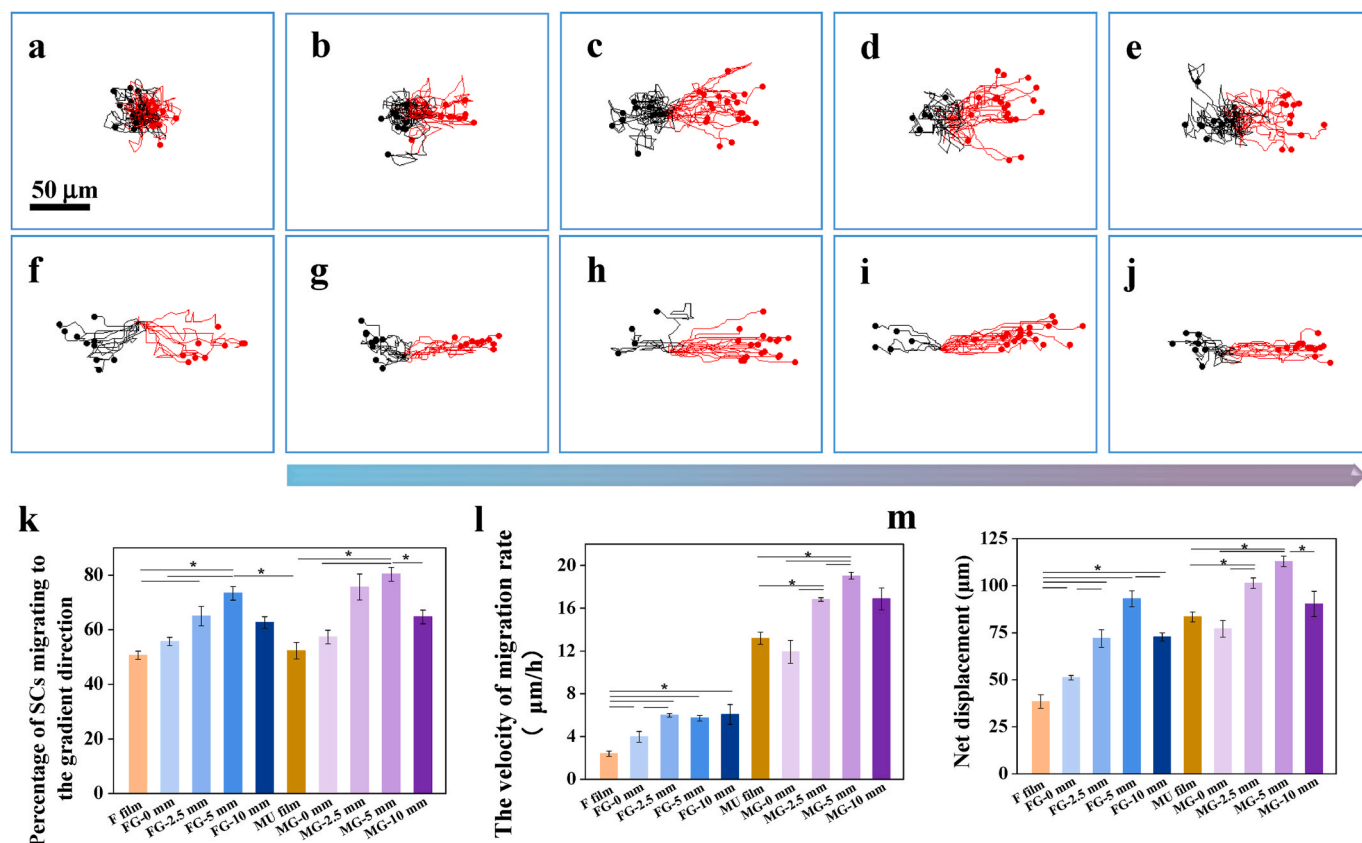 a
b
c
d
e
50 μm
f
g
h
i
j
k
l
m
Percentage of SCs migrating to
the gradient direction
80
60
40
20
0
F film
FG-0 mm
FG-2.5 mm
FG-5 mm
FG-10 mm
MU film
MG-0 mm
MG-2.5 mm
MG-5 mm
MG-10 mm
* * * *
The velocity of migration rate
( μm/h)
20
16
12
8
4
0
F film
FG-0 mm
FG-2.5 mm
FG-5 mm
FG-10 mm
MU film
MG-0 mm
MG-2.5 mm
MG-5 mm
MG-10 mm
* * *
Net displacement (μm)
125
100
75
50
25
0
F film
FG-0 mm
FG-2.5 mm
FG-5 mm
FG-10 mm
MU film
MG-0 mm
MG-2.5 mm
MG-5 mm
MG-10 mm
* * * *